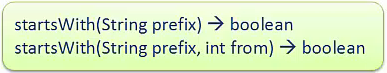 startsWith(String prefix) → boolean
startsWith(String prefix, int from) → boolean